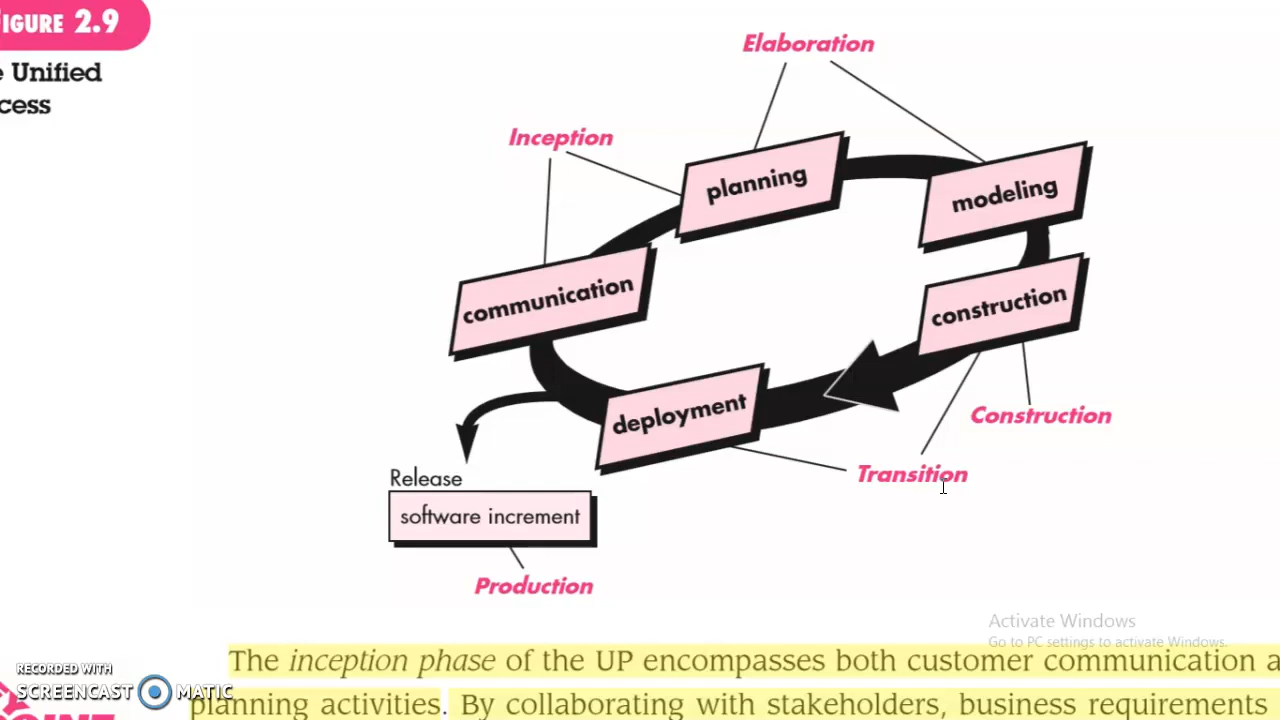 FIGURE 2.9
Unified
Elaboration
Inception
planning
modeling
communication
construction
deployment
Construction
Transition
Release
software increment
Production
Activate Windows
Go to PC settings to activate Windows.
The inception phase of the UP encompasses both customer communication a
planning activities. By collaborating with stakeholders, business requirements
RECORDED WITH
SCREENCAST MATIC